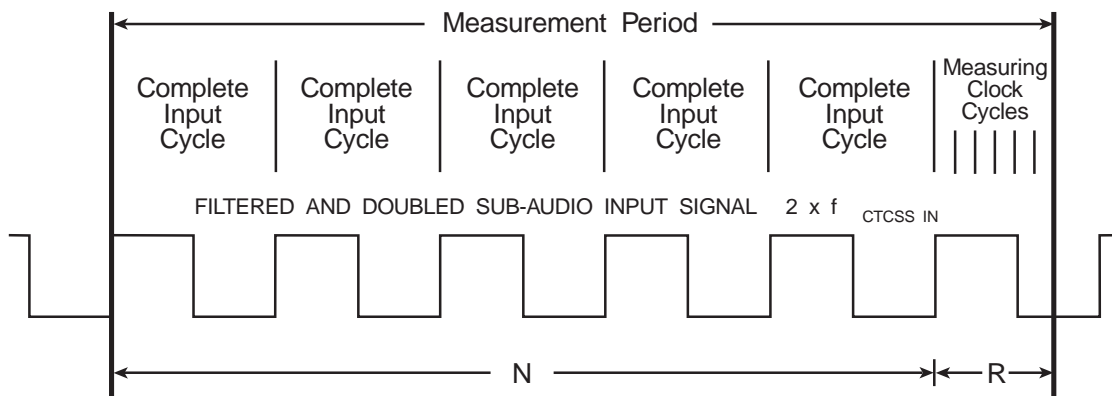 Measurement Period
Complete Input Cycle
Complete Input Cycle
Complete Input Cycle
Complete Input Cycle
Complete Input Cycle
Measuring Clock Cycles
FILTERED AND DOUBLED SUB-AUDIO INPUT SIGNAL 2 x f CTCSS IN
N
R